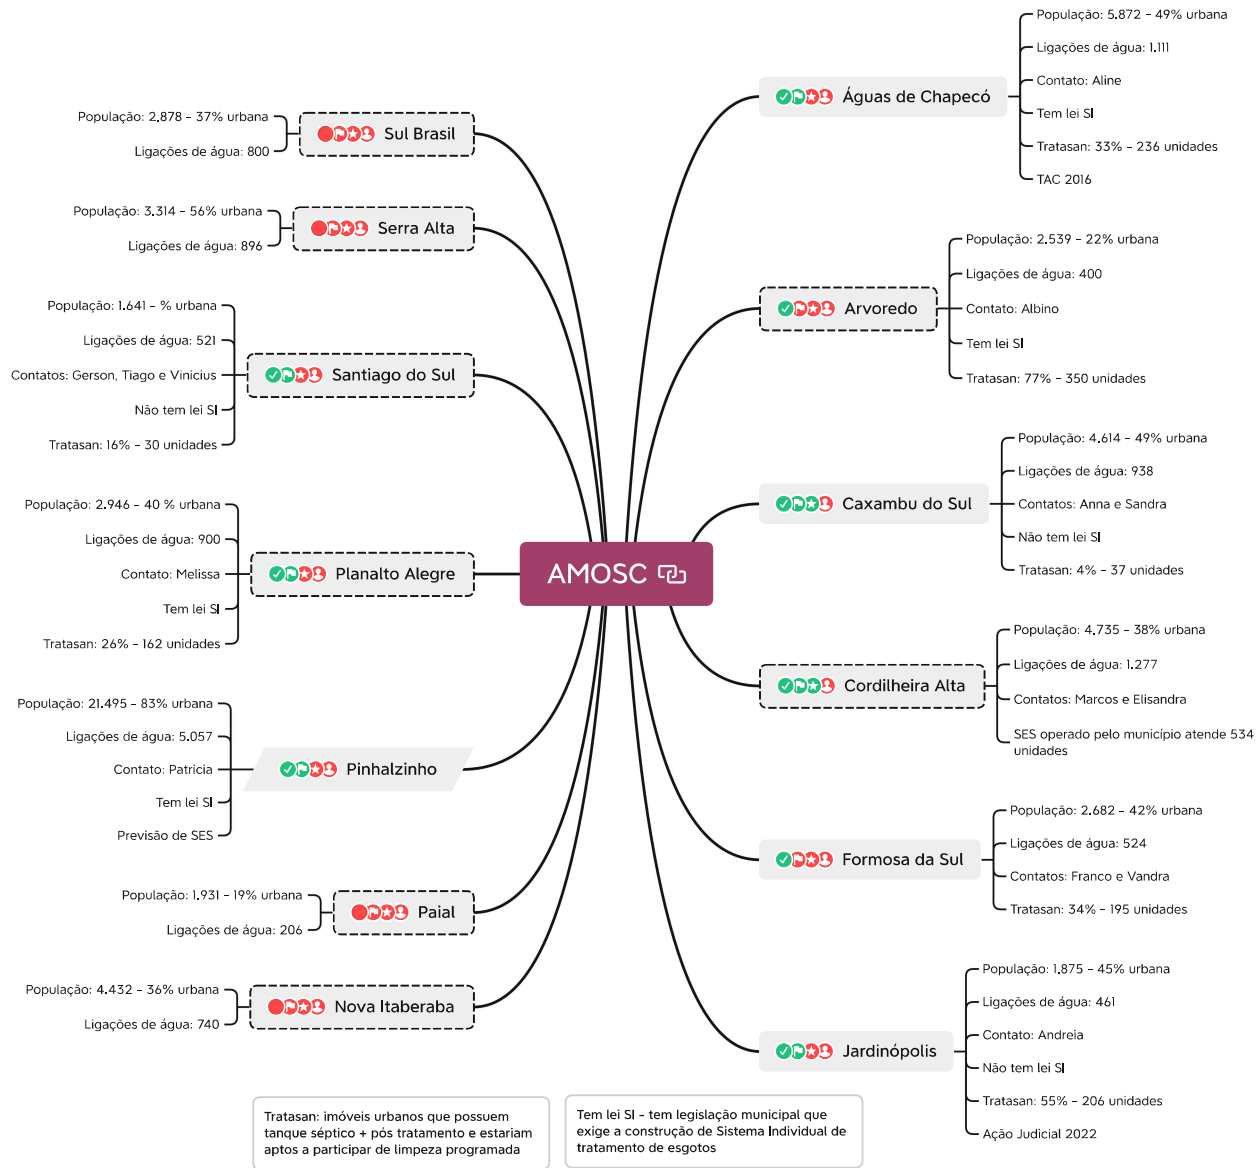 AMOSC
Águas de Chapecó
População: 5.872 - 49% urbana
Ligações de água: 1.111
Contato: Aline
Tem lei SI
Tratasan: 33% - 236 unidades
TAC 2016
Arvoredo
População: 2.539 - 22% urbana
Ligações de água: 400
Contato: Albino
Tem lei SI
Tratasan: 77% - 350 unidades
Caxambu do Sul
População: 4.614 - 49% urbana
Ligações de água: 938
Contatos: Anna e Sandra
Não tem lei SI
Tratasan: 4% - 37 unidades
Cordilheira Alta
População: 4.735 - 38% urbana
Ligações de água: 1.277
Contatos: Marcos e Elisandra
SES operado pelo município atende 534
unidades
Formosa da Sul
População: 2.682 - 42% urbana
Ligações de água: 524
Contatos: Franco e Vandra
Tratasan: 34% - 195 unidades
Jardinópolis
População: 1.875 - 45% urbana
Ligações de água: 461
Contato: Andreia
Não tem lei SI
Tratasan: 55% - 206 unidades
Ação Judicial 2022
Sul Brasil
População: 2.878 - 37% urbana
Ligações de água: 800
Serra Alta
População: 3.314 - 56% urbana
Ligações de água: 896
Santiago do Sul
População: 1.641 - % urbana
Ligações de água: 521
Contatos: Gerson, Tiago e Vinicius
Não tem lei SI
Tratasan: 16% - 30 unidades
Planalto Alegre
População: 2.946 - 40 % urbana
Ligações de água: 900
Contato: Melissa
Tem lei SI
Tratasan: 26% - 162 unidades
Pinhalzinho
População: 21.495 - 83% urbana
Ligações de água: 5.057
Contato: Patricia
Tem lei SI
Previsão de SES
Paial
População: 1.931 - 19% urbana
Ligações de água: 206
Nova Itaberaba
População: 4.432 - 36% urbana
Ligações de água: 740
Tratasan: imóveis urbanos que possuem
tanque séptico + pós tratamento e estariam
aptos a participar de limpeza programada
Tem lei SI - tem legislação municipal que
exige a construção de Sistema Individual de
tratamento de esgotos